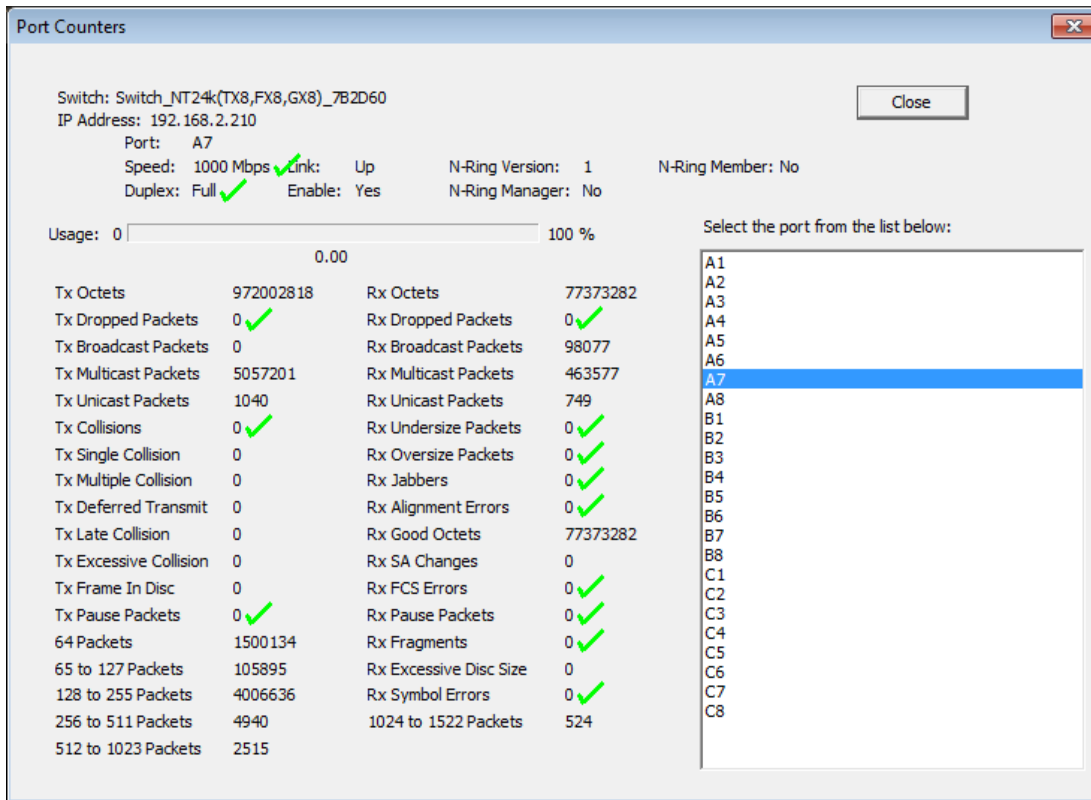 Port Counters
Switch: Switch_NT24k(TX8,FX8,GX8)_7B2D60
Close
IP Address: 192.168.2.210
Port: A7
Speed: 1000 Mbps Link: Up N-Ring Version: 1 N-Ring Member: No
Duplex: Full Enable: Yes N-Ring Manager: No
Usage: 0 100 %
0.00
Select the port from the list below:
Tx Octets 972002818 Rx Octets 77373282
Tx Dropped Packets 0 Rx Dropped Packets 0
Tx Broadcast Packets 0 Rx Broadcast Packets 98077
Tx Multicast Packets 5057201 Rx Multicast Packets 463577
Tx Unicast Packets 1040 Rx Unicast Packets 749
Tx Collisions 0 Rx Undersize Packets 0
Tx Single Collision 0 Rx Oversize Packets 0
Tx Multiple Collision 0 Rx Jabbers 0
Tx Deferred Transmit 0 Rx Alignment Errors 0
Tx Late Collision 0 Rx Good Octets 77373282
Tx Excessive Collision 0 Rx SA Changes 0
Tx Frame In Disc 0 Rx FCS Errors 0
Tx Pause Packets 0 Rx Pause Packets 0
64 Packets 1500134 Rx Fragments 0
65 to 127 Packets 105895 Rx Excessive Disc Size 0
128 to 255 Packets 4006636 Rx Symbol Errors 0
256 to 511 Packets 4940 1024 to 1522 Packets 524
512 to 1023 Packets 2515
A1
A2
A3
A4
A5
A6
A7
A8
B1
B2
B3
B4
B5
B6
B7
B8
C1
C2
C3
C4
C5
C6
C7
C8